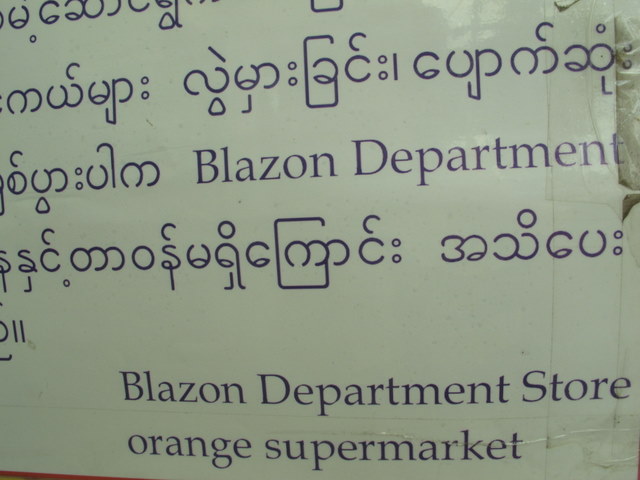 ကယ်များ လွဲမှားခြင်း၊ ပျောက်ဆုံး
စ်ပွားပါက Blazon Department
နှင့်တာဝန်မရှိကြောင်း အသိပေး
Blazon Department Store
orange supermarket